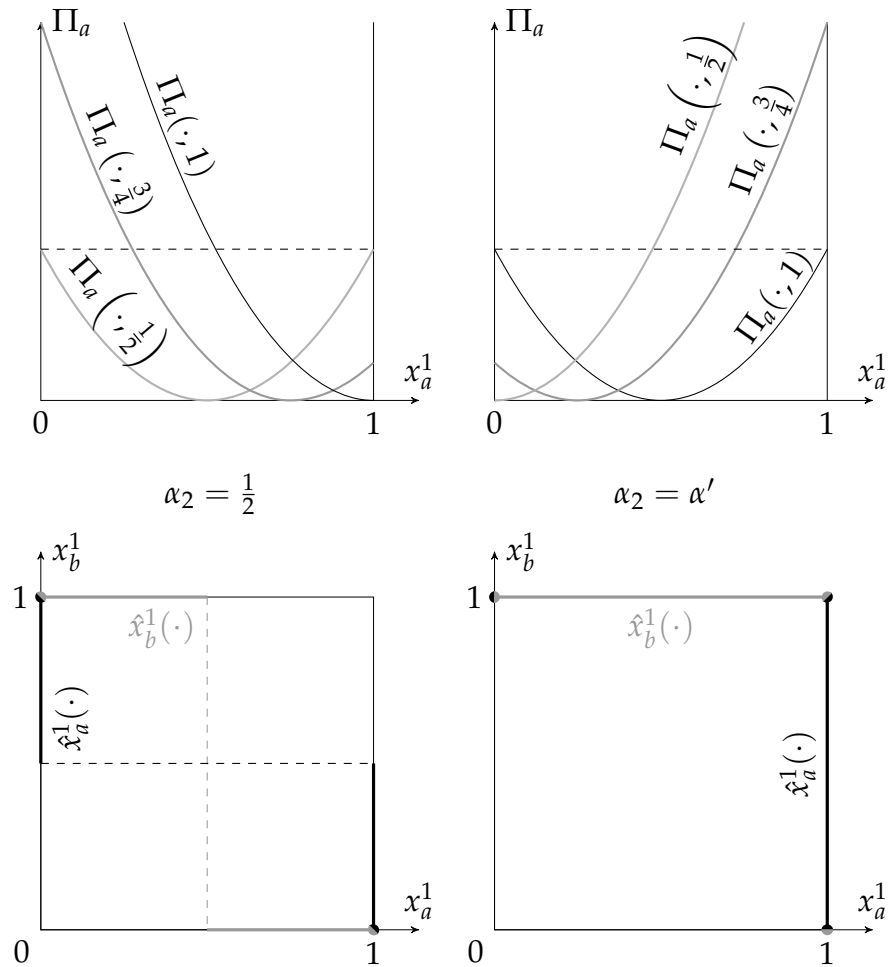 Π_a
Π_a
Π_a(·, 1)
Π_a(·, 3/4)
Π_a(·, 1/2)
Π_a(·, 1/2)
Π_a(·, 3/4)
Π_a(·, 1)
x_a^1
x_a^1
0 1
0 1
α_2 = 1/2
α_2 = α′
x_b^1
x_b^1
1
1
x̂_b^1(·)
x̂_b^1(·)
x̂_a^1(·)
x̂_a^1(·)
x_a^1
x_a^1
0 1
0 1